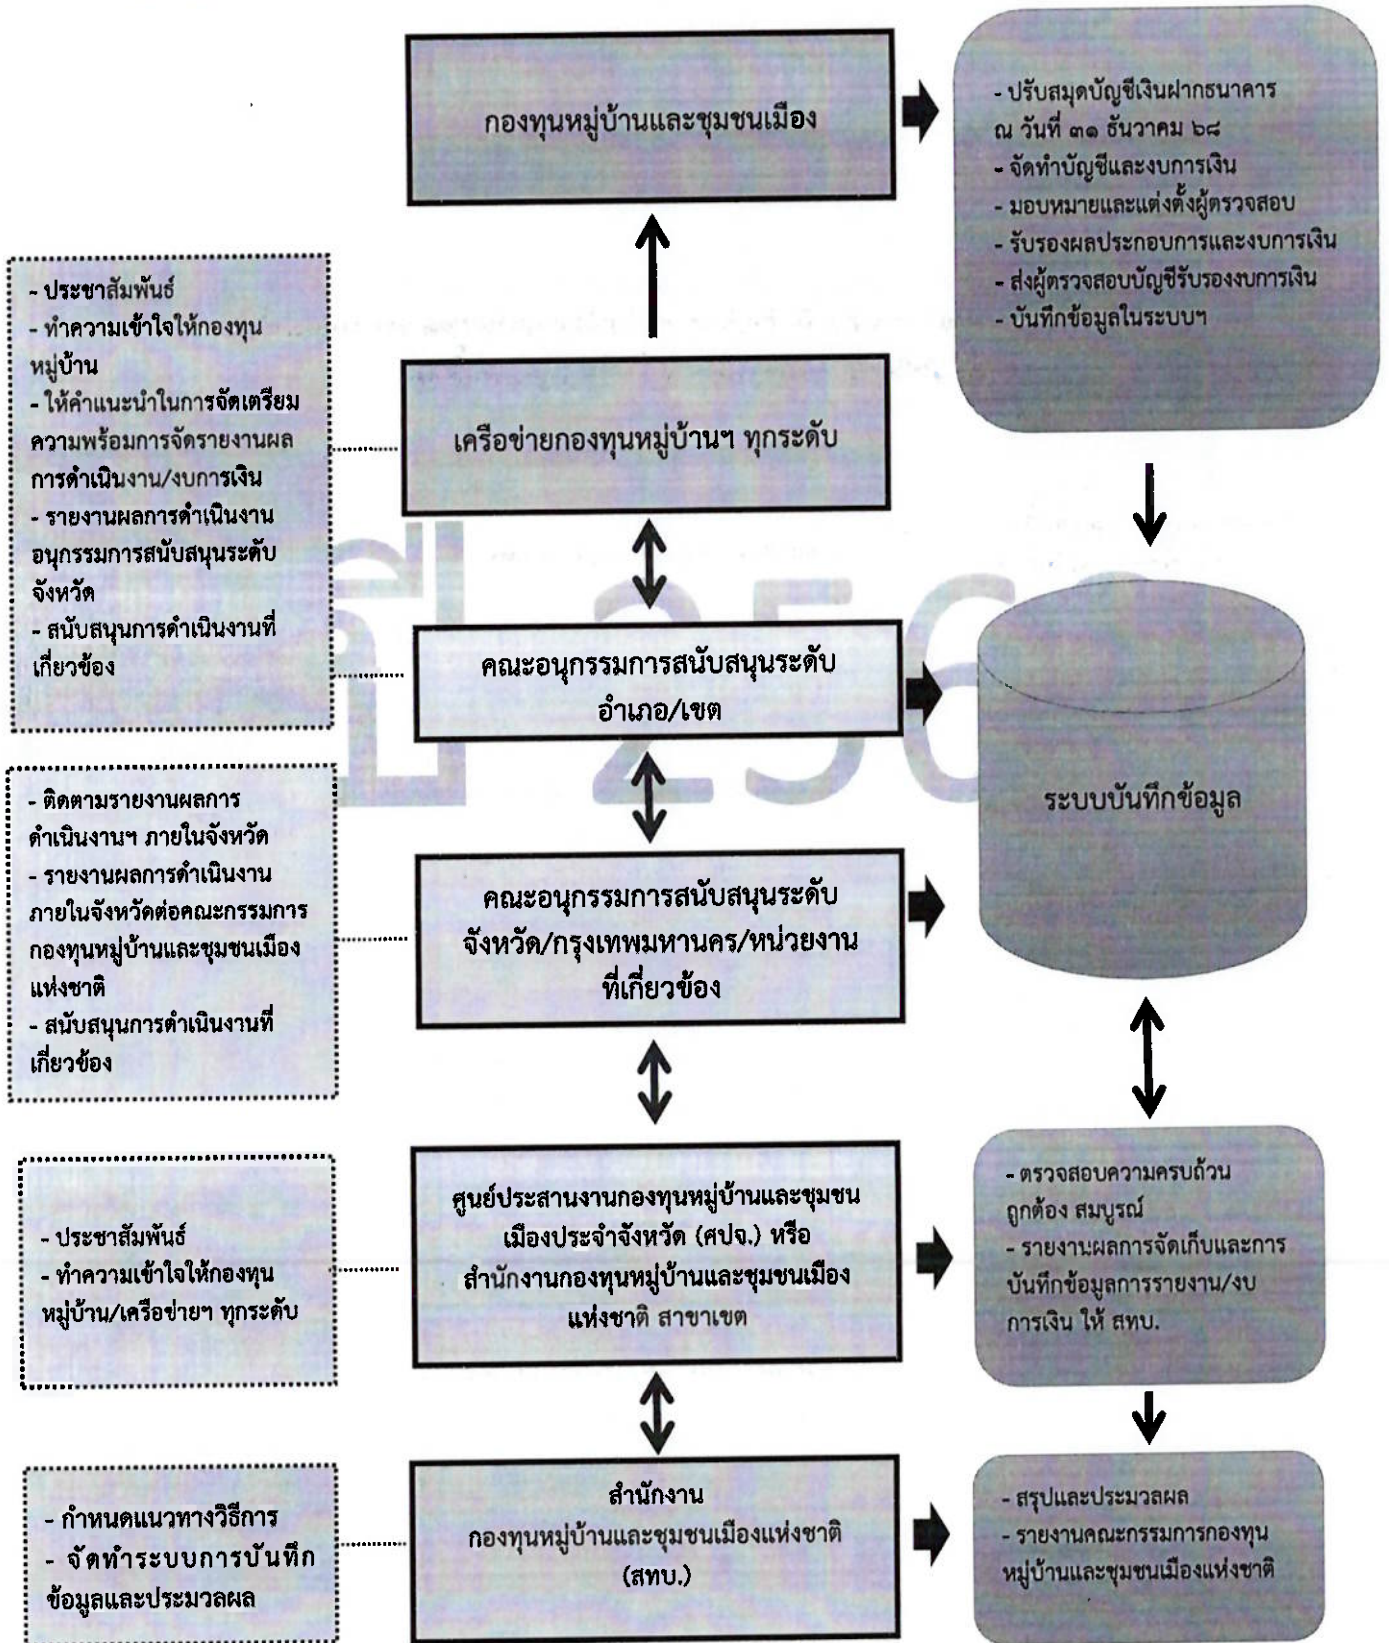 กองทุนหมู่บ้านและชุมชนเมือง
- ปรับสมุดบัญชีเงินฝากธนาคาร
ณ วันที่ ๓๑ ธันวาคม ๖๘
- จัดทำบัญชีและงบการเงิน
- มอบหมายและแต่งตั้งผู้ตรวจสอบ
- รับรองผลประกอบการและงบการเงิน
- ส่งผู้ตรวจสอบบัญชีรับรองงบการเงิน
- บันทึกข้อมูลในระบบฯ
- ประชาสัมพันธ์
- ทำความเข้าใจให้กองทุน
หมู่บ้าน
- ให้คำแนะนำในการจัดเตรียม
ความพร้อมการจัดรายงานผล
การดำเนินงาน/งบการเงิน
- รายงานผลการดำเนินงาน
อนุกรรมการสนับสนุนระดับ
จังหวัด
- สนับสนุนการดำเนินงานที่
เกี่ยวข้อง
เครือข่ายกองทุนหมู่บ้านฯ ทุกระดับ
คณะอนุกรรมการสนับสนุนระดับ
อำเภอ/เขต
ระบบบันทึกข้อมูล
- ติดตามรายงานผลการ
ดำเนินงานฯ ภายในจังหวัด
- รายงานผลการดำเนินงาน
ภายในจังหวัดต่อคณะกรรมการ
กองทุนหมู่บ้านและชุมชนเมือง
แห่งชาติ
- สนับสนุนการดำเนินงานที่
เกี่ยวข้อง
คณะอนุกรรมการสนับสนุนระดับ
จังหวัด/กรุงเทพมหานคร/หน่วยงาน
ที่เกี่ยวข้อง
- ประชาสัมพันธ์
- ทำความเข้าใจให้กองทุน
หมู่บ้าน/เครือข่ายฯ ทุกระดับ
ศูนย์ประสานงานกองทุนหมู่บ้านและชุมชน
เมืองประจำจังหวัด (ศปจ.) หรือ
สำนักงานกองทุนหมู่บ้านและชุมชนเมือง
แห่งชาติ สาขาเขต
- ตรวจสอบความครบถ้วน
ถูกต้อง สมบูรณ์
- รายงานผลการจัดเก็บและการ
บันทึกข้อมูลการรายงาน/งบ
การเงิน ให้ สทบ.
- กำหนดแนวทางวิธีการ
- จัดทำระบบการบันทึก
ข้อมูลและประมวลผล
สำนักงาน
กองทุนหมู่บ้านและชุมชนเมืองแห่งชาติ
(สทบ.)
- สรุปและประมวลผล
- รายงานคณะกรรมการกองทุน
หมู่บ้านและชุมชนเมืองแห่งชาติ